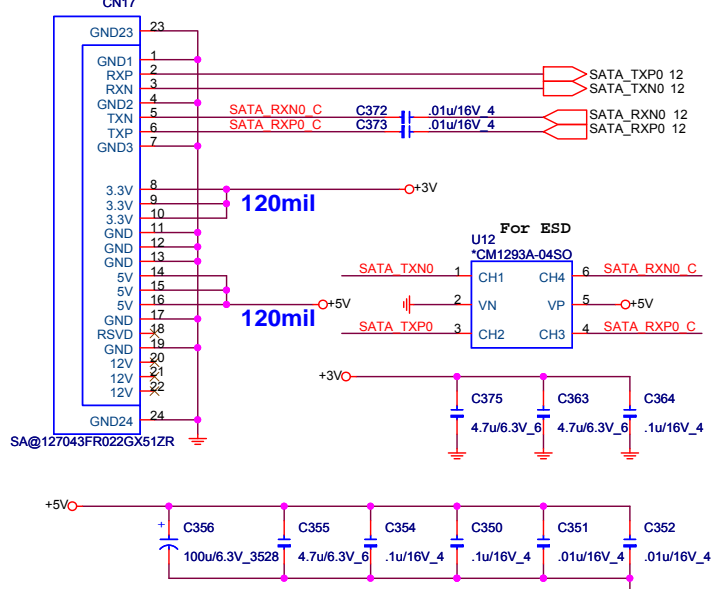 CN17
GND23 23
GND1 1
RXP 2 SATA_TXP0 12
RXN 3 SATA_TXN0 12
GND2 4
TXN 5 SATA_RXN0_C C372 .01u/16V_4 SATA_RXN0 12
TXP 6 SATA_RXP0_C C373 .01u/16V_4 SATA_RXP0 12
GND3 7
3.3V 8 +3V
3.3V 9 120mil
3.3V 10
GND 11
GND 12
GND 13
5V 14
5V 15
5V 16 +5V
GND 17 120mil
RSVD 18
GND 19
12V 20
12V 21
12V 22
GND24 24
SA@127043FR022GX51ZR
For ESD
U12
*CM1293A-04SO
SATA_TXN0 1 CH1 CH4 6 SATA_RXN0_C
2 VN VP 5 +5V
SATA_TXP0 3 CH2 CH3 4 SATA_RXP0_C
+3V
C375 C363 C364
4.7u/6.3V_6 4.7u/6.3V_6 .1u/16V_4
+5V
+ C356 C355 C354 C350 C351 C352
100u/6.3V_3528 4.7u/6.3V_6 .1u/16V_4 .1u/16V_4 .01u/16V_4 .01u/16V_4